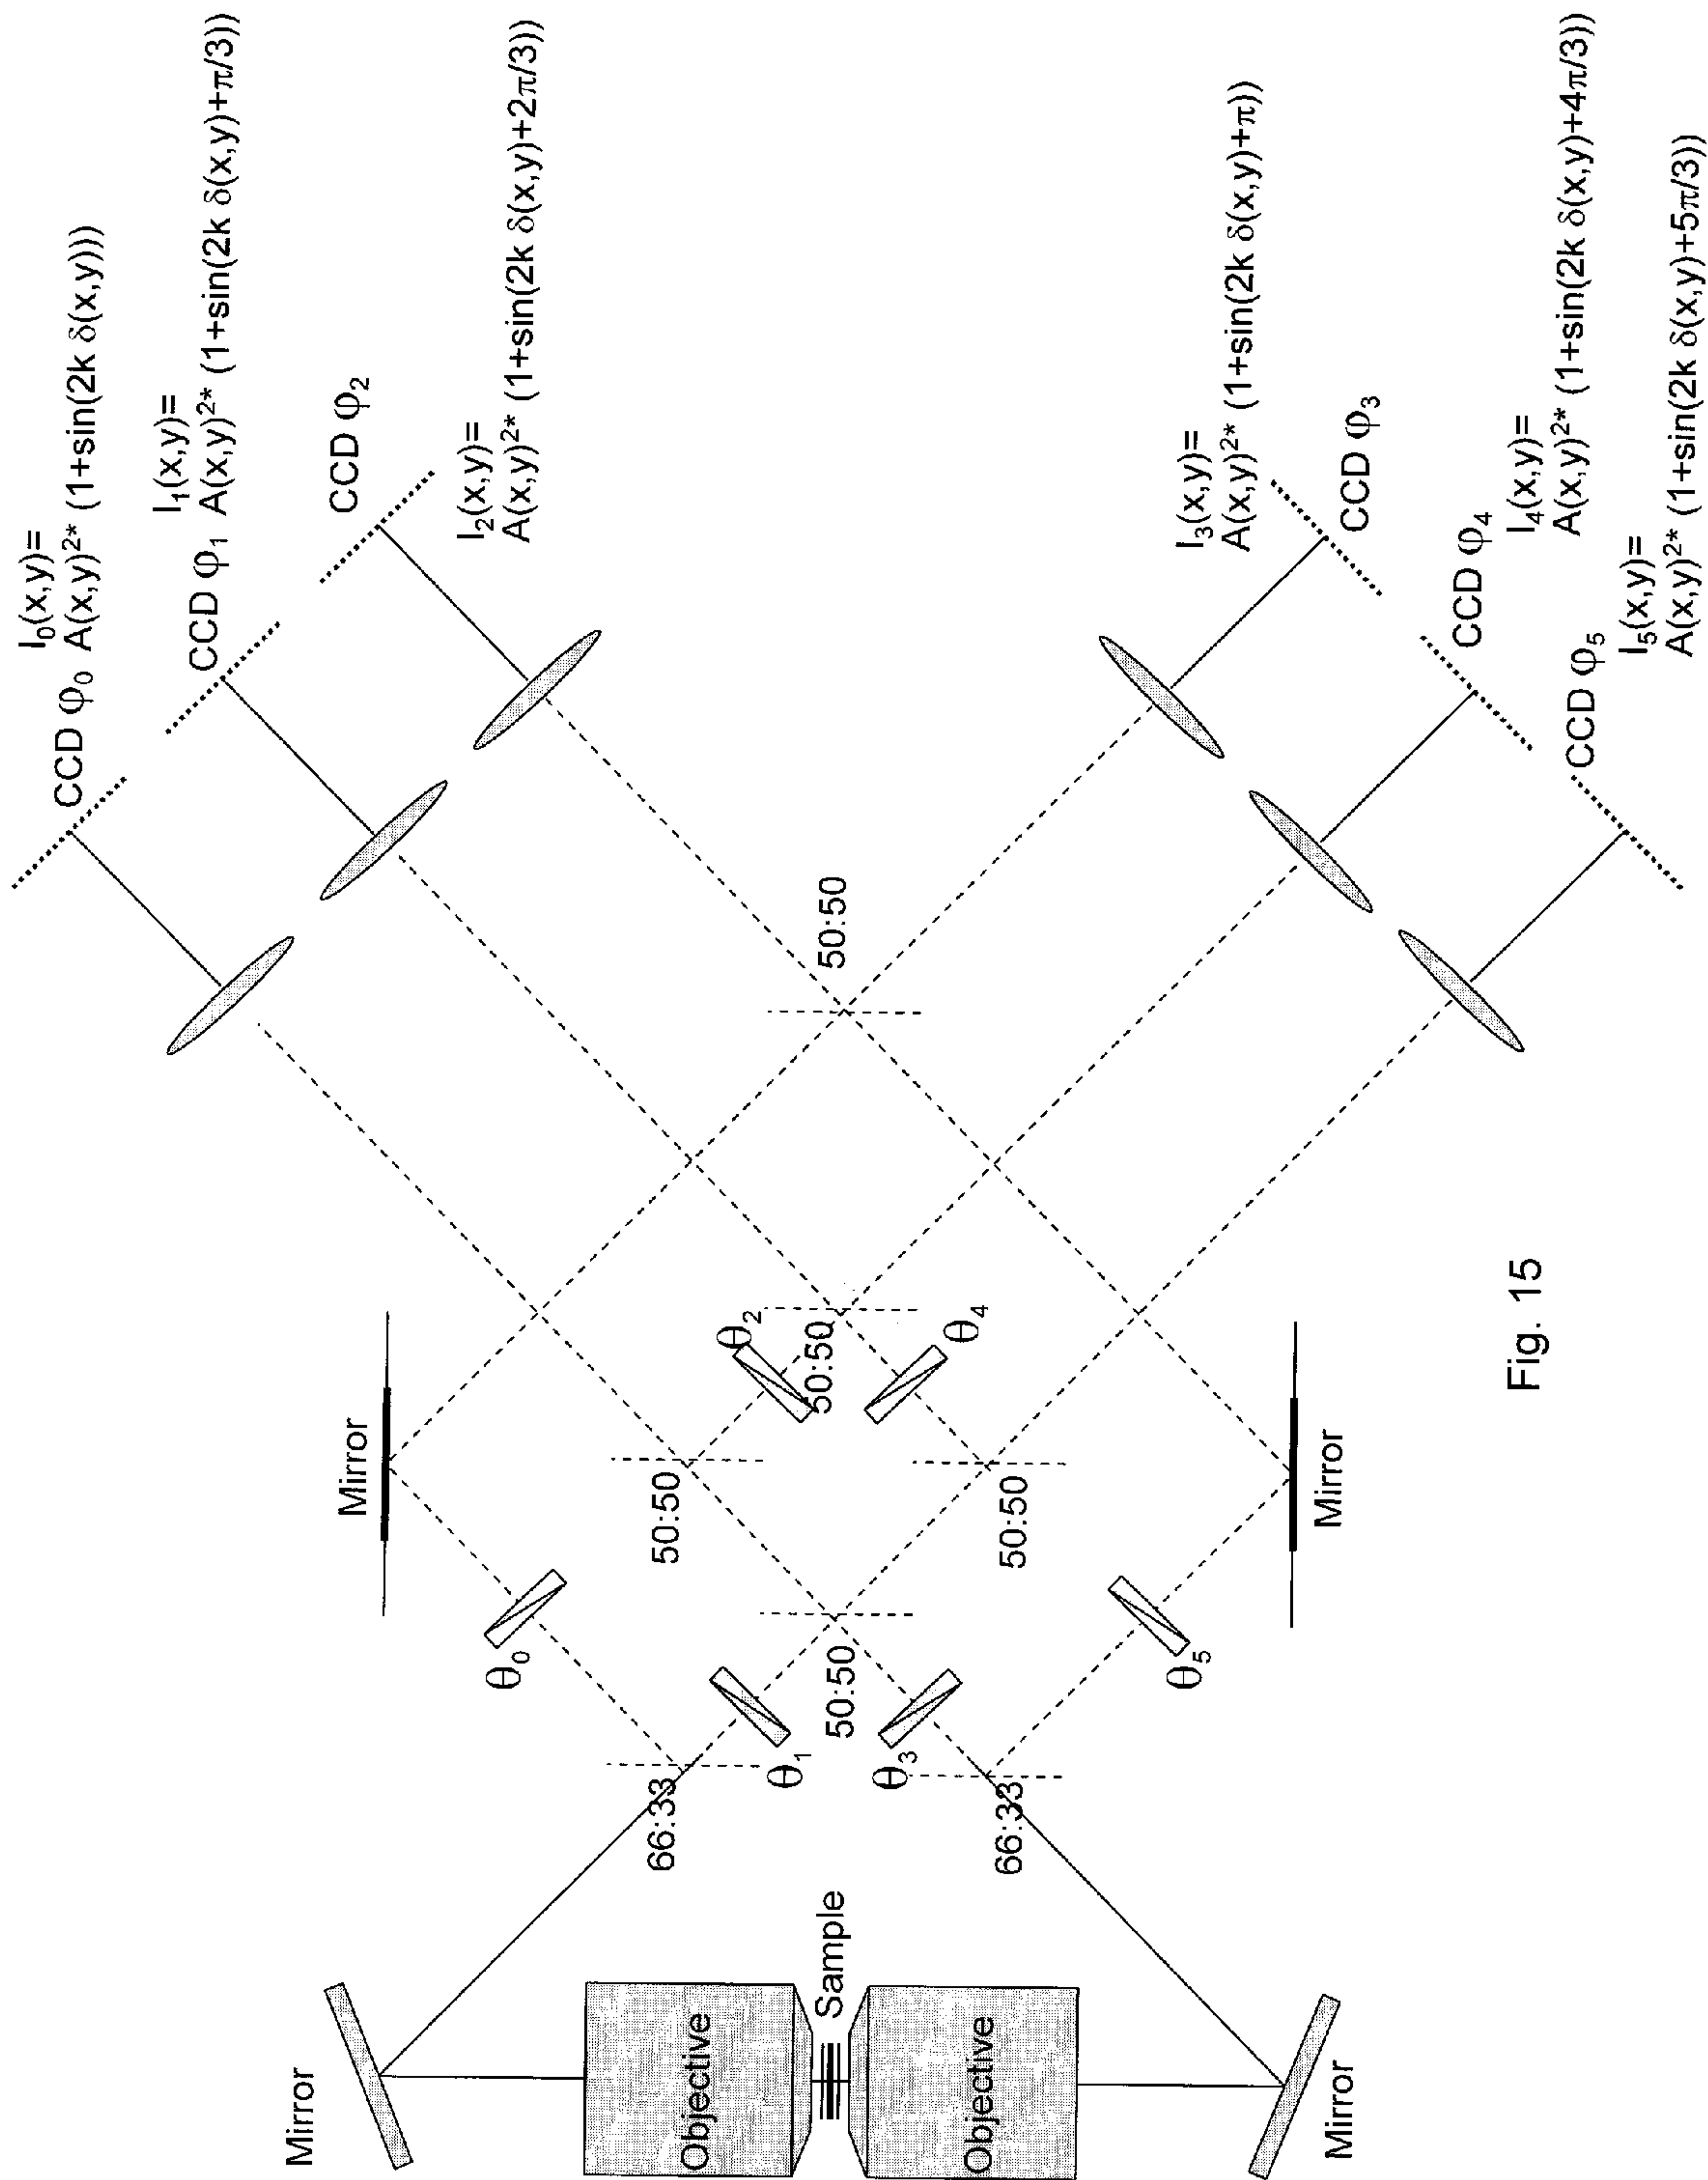 I₀(x,y)=
CCD φ₀ A(x,y)²* (1+sin(2k δ(x,y)))
I₁(x,y)=
CCD φ₁ A(x,y)²* (1+sin(2k δ(x,y)+π/3))
CCD φ₂
I₂(x,y)=
A(x,y)²* (1+sin(2k δ(x,y)+2π/3))
I₃(x,y)=
A(x,y)²* (1+sin(2k δ(x,y)+π))
CCD φ₃
CCD φ₄
I₄(x,y)=
A(x,y)²* (1+sin(2k δ(x,y)+4π/3))
CCD φ₅
I₅(x,y)=
A(x,y)²* (1+sin(2k δ(x,y)+5π/3))
50:50
Mirror
θ₀
50:50
θ₂
50:50
θ₄
50:50
50:50
θ₁
θ₃
θ₅
Mirror
66:33
66:33
Mirror
Objective
Sample
Objective
Mirror
Fig. 15